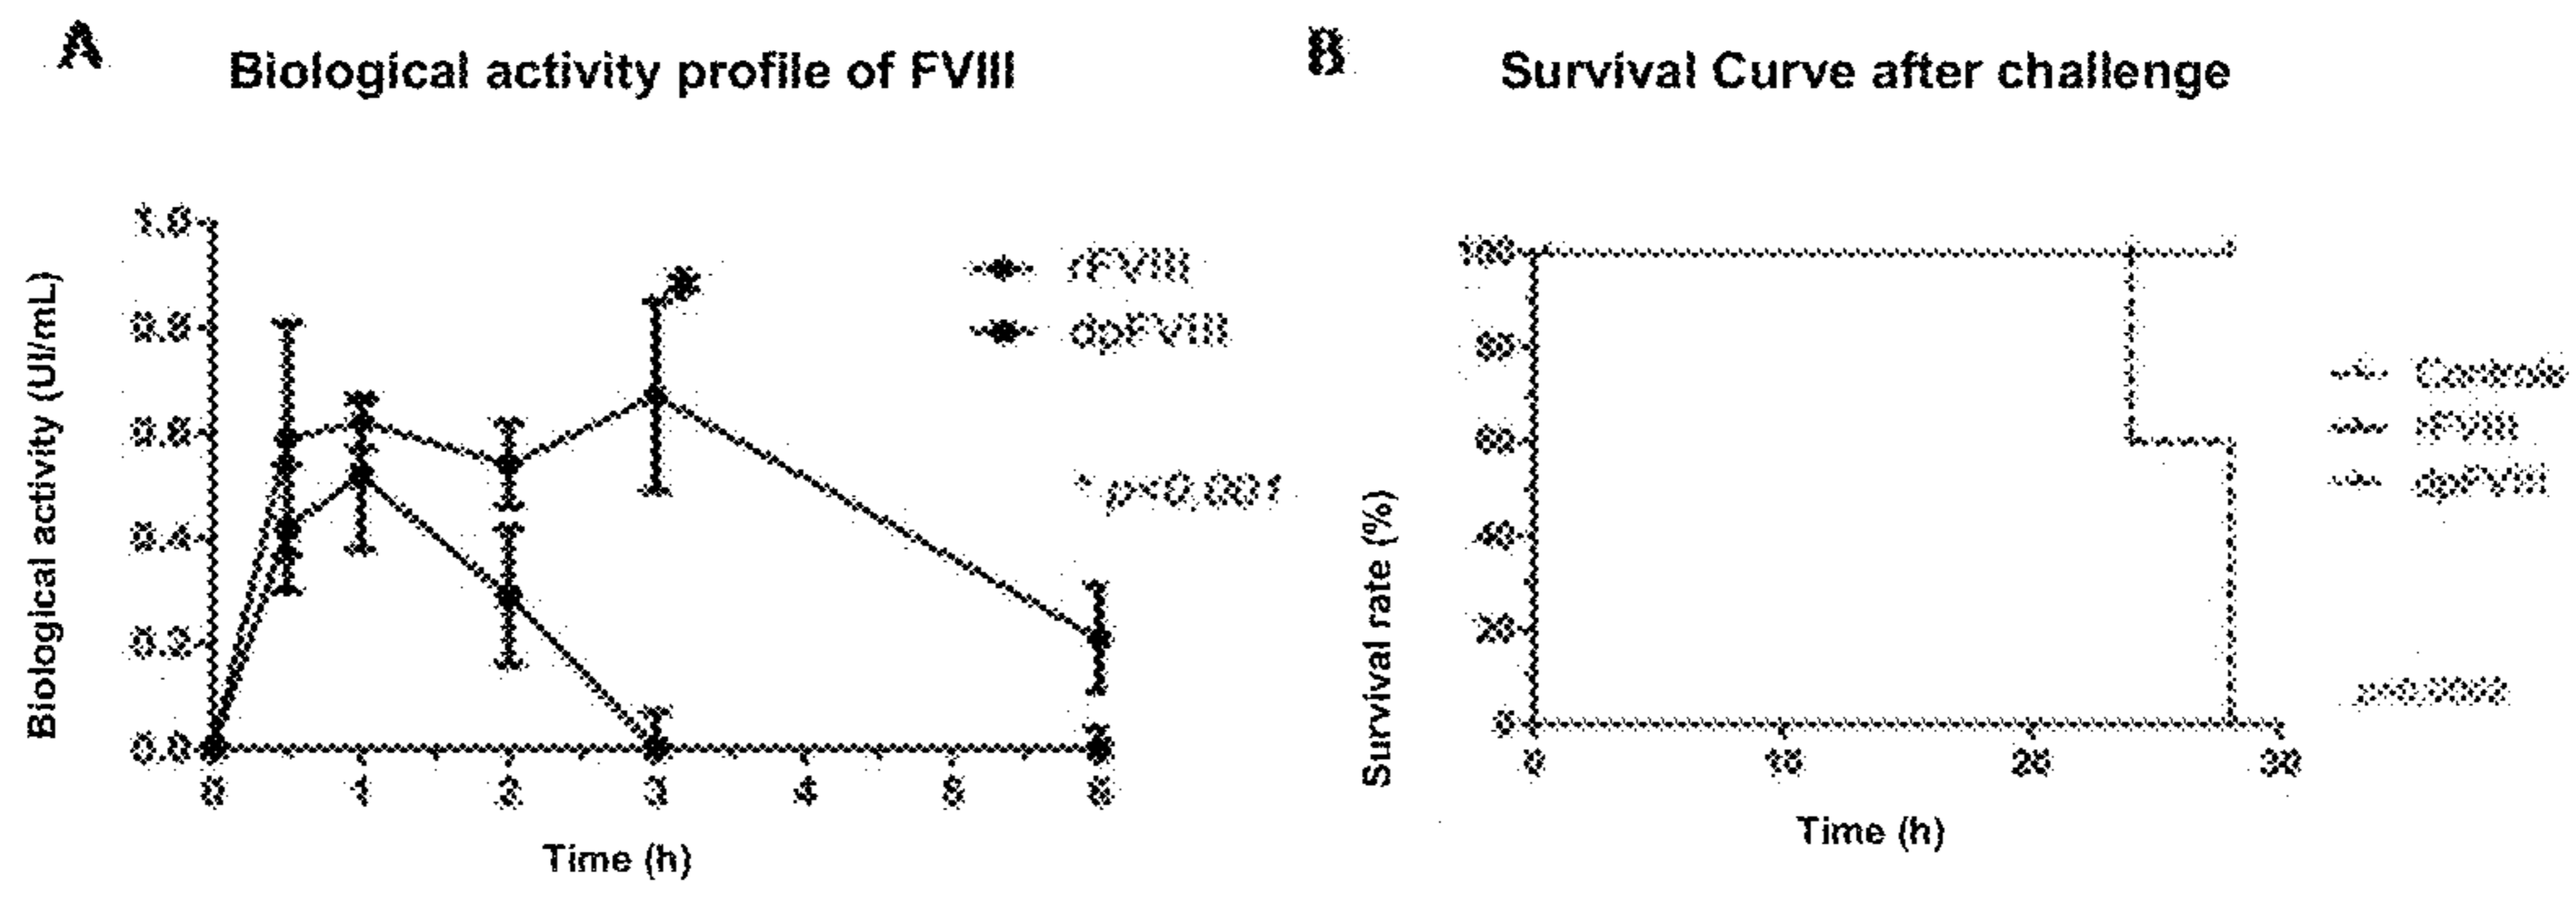 A
Biological activity profile of FVIII
Biological activity (UI/mL)
1.0
0.8
0.6
0.4
0.2
0.0
0 1 2 3 4 5 6
Time (h)
rFVIII
dpFVIII
* p<0.001
B
Survival Curve after challenge
Survival rate (%)
100
80
60
40
20
0
0 10 20 30
Time (h)
Controls
rFVIII
dpFVIII